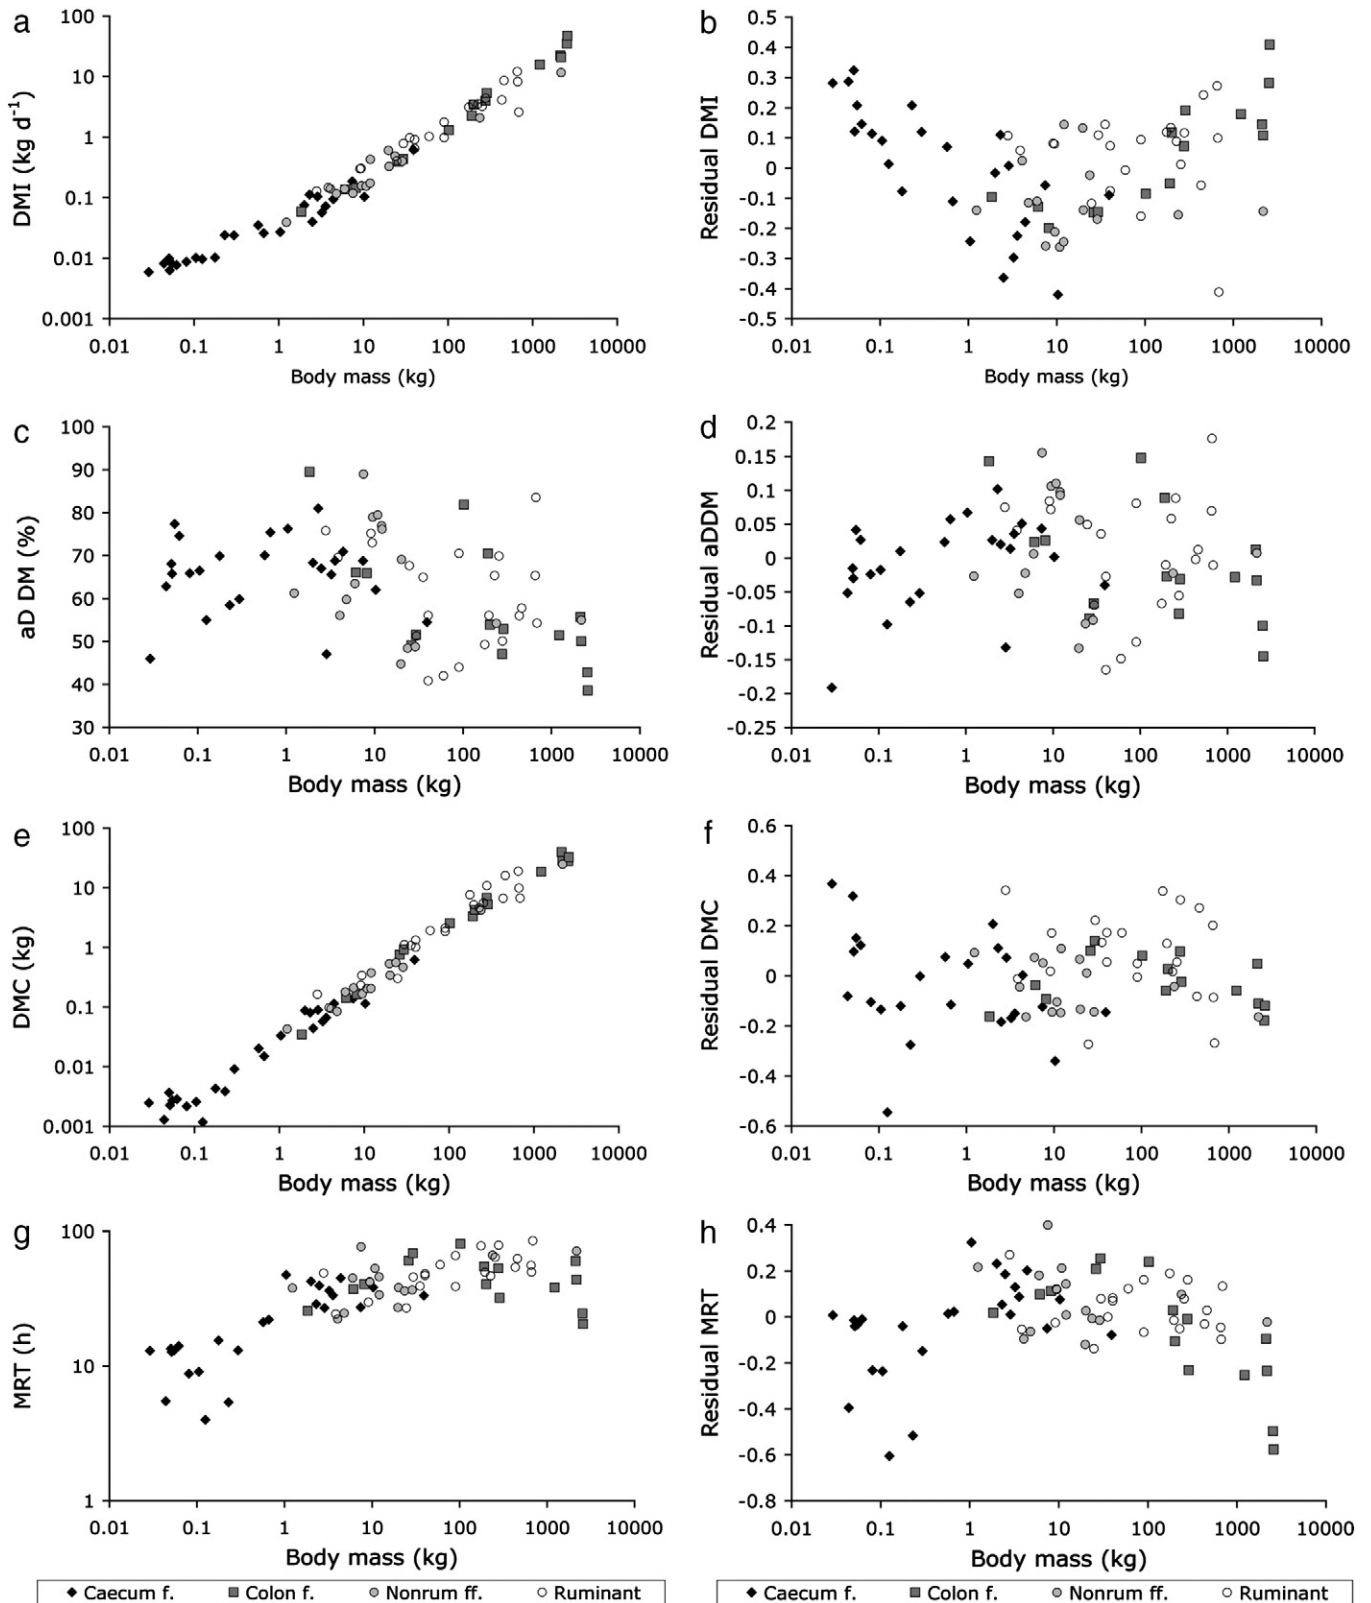 a
100
10
1
0.1
0.01
0.001
DMI (kg d-1)
0.01 0.1 1 10 100 1000 10000
Body mass (kg)
b
0.5
0.4
0.3
0.2
0.1
0
-0.1
-0.2
-0.3
-0.4
-0.5
Residual DMI
0.01 0.1 1 10 100 1000 10000
Body mass (kg)
c
100
90
80
70
60
50
40
30
aD DM (%)
0.01 0.1 1 10 100 1000 10000
Body mass (kg)
d
0.2
0.15
0.1
0.05
0
-0.05
-0.1
-0.15
-0.2
-0.25
Residual aDDM
0.01 0.1 1 10 100 1000 10000
Body mass (kg)
e
100
10
1
0.1
0.01
0.001
DMC (kg)
0.01 0.1 1 10 100 1000 10000
Body mass (kg)
f
0.6
0.4
0.2
0
-0.2
-0.4
-0.6
Residual DMC
0.01 0.1 1 10 100 1000 10000
Body mass (kg)
g
100
10
1
MRT (h)
0.01 0.1 1 10 100 1000 10000
Body mass (kg)
h
0.4
0.2
0
-0.2
-0.4
-0.6
-0.8
Residual MRT
0.01 0.1 1 10 100 1000 10000
Body mass (kg)
Caecum f. Colon f. Nonrum ff. Ruminant
Caecum f. Colon f. Nonrum ff. Ruminant